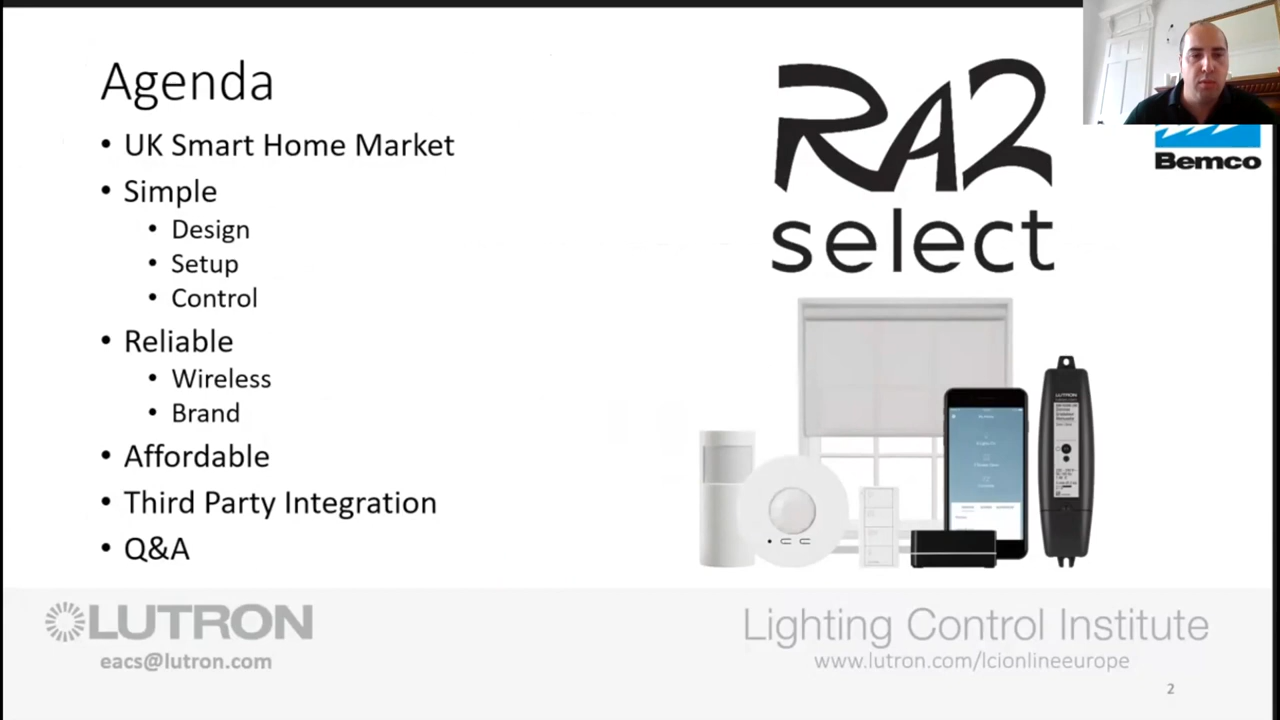 Agenda
• UK Smart Home Market
• Simple
• Design
• Setup
• Control
• Reliable
• Wireless
• Brand
• Affordable
• Third Party Integration
• Q&A
RA2
select
Bemco
LUTRON
LUTRON
eacs@lutron.com
Lighting Control Institute
www.lutron.com/lcionlineeurope
2